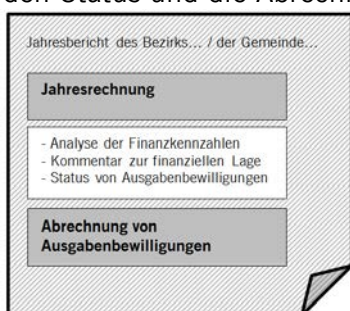 Jahresbericht des Bezirks... / der Gemeinde...
Jahresrechnung
- Analyse der Finanzkennzahlen
- Kommentar zur finanziellen Lage
- Status von Ausgabenbewilligungen
Abrechnung von
Ausgabenbewilligungen